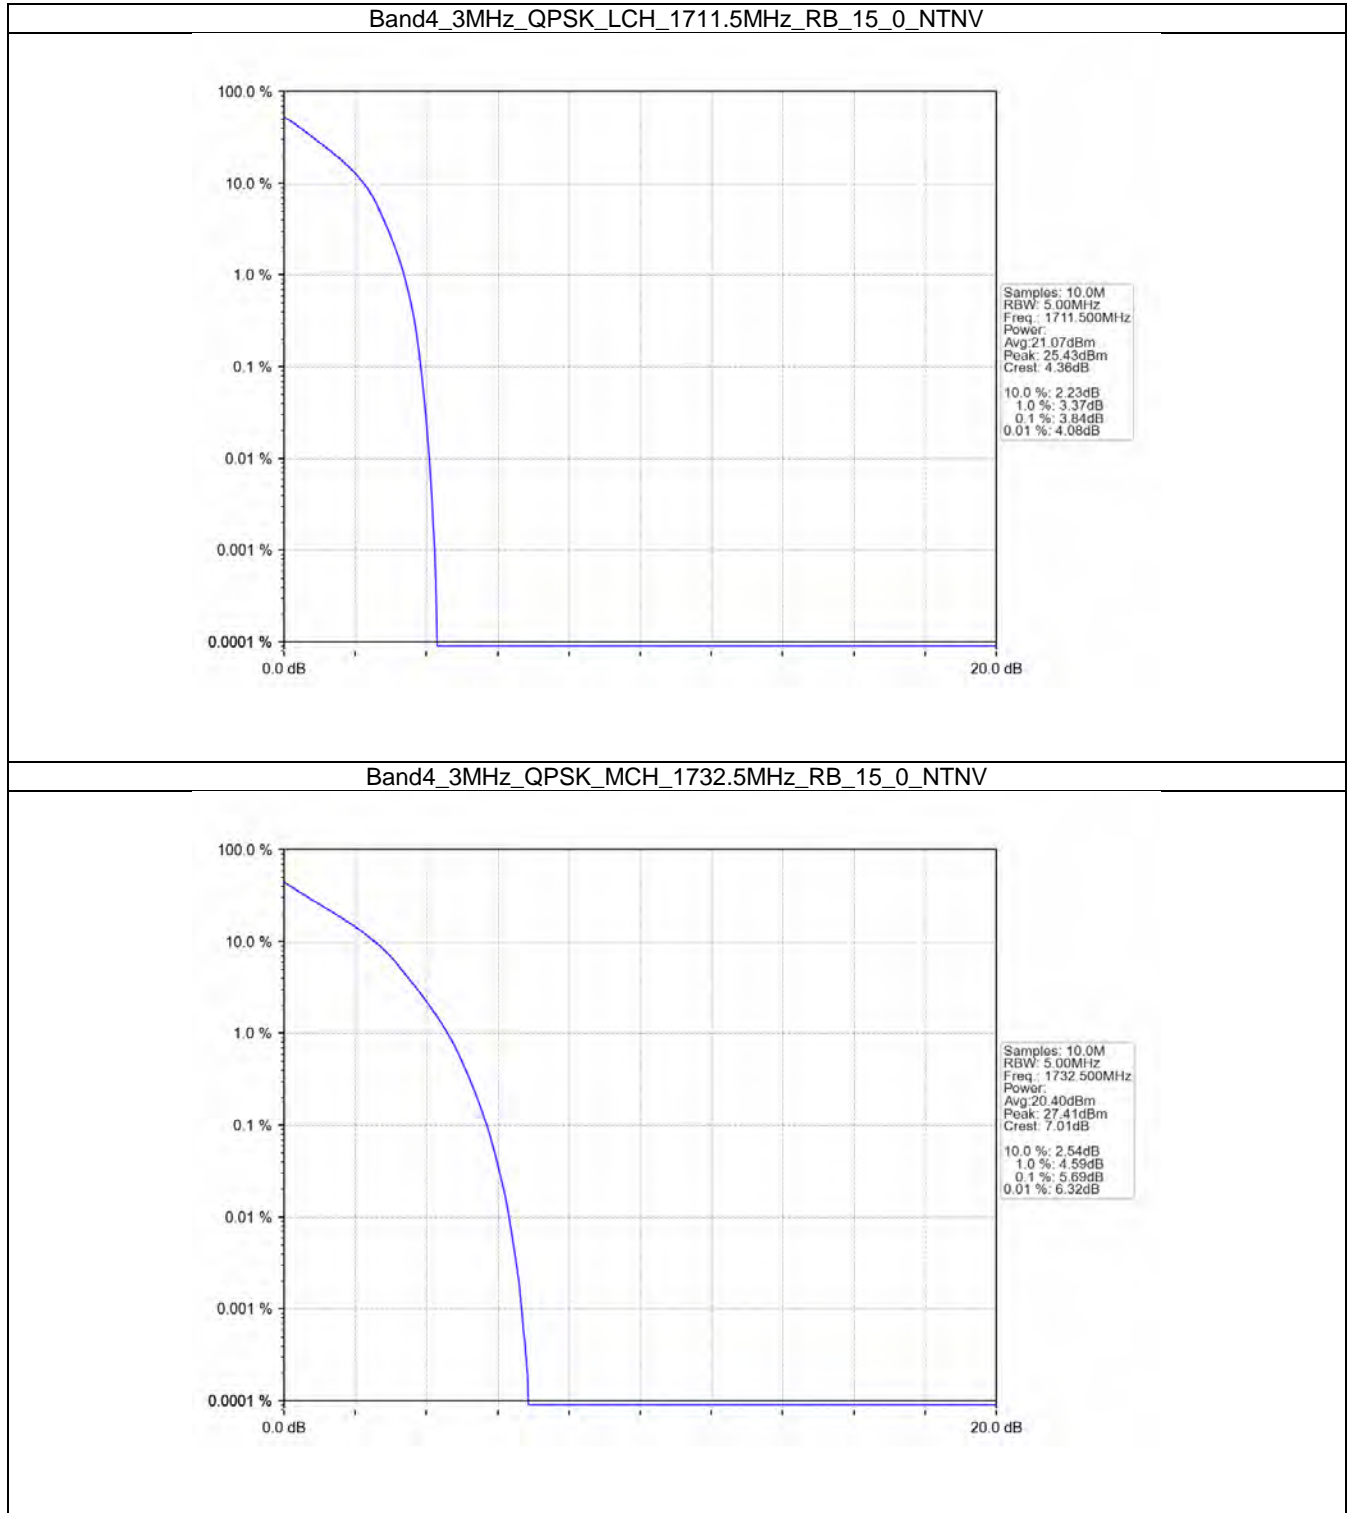 Band4_3MHz_QPSK_LCH_1711.5MHz_RB_15_0_NTNV
100.0 %
10.0 %
1.0 %
0.1 %
0.01 %
0.001 %
0.0001 %
0.0 dB
20.0 dB
Samples: 10.0M
RBW: 5.00MHz
Freq.: 1711.500MHz
Power:
Avg:21.07dBm
Peak: 25.43dBm
Crest: 4.36dB
10.0 %: 2.23dB
1.0 %: 3.37dB
0.1 %: 3.84dB
0.01 %: 4.08dB
Band4_3MHz_QPSK_MCH_1732.5MHz_RB_15_0_NTNV
100.0 %
10.0 %
1.0 %
0.1 %
0.01 %
0.001 %
0.0001 %
0.0 dB
20.0 dB
Samples: 10.0M
RBW: 5.00MHz
Freq.: 1732.500MHz
Power:
Avg:20.40dBm
Peak: 27.41dBm
Crest: 7.01dB
10.0 %: 2.54dB
1.0 %: 4.59dB
0.1 %: 5.69dB
0.01 %: 6.32dB